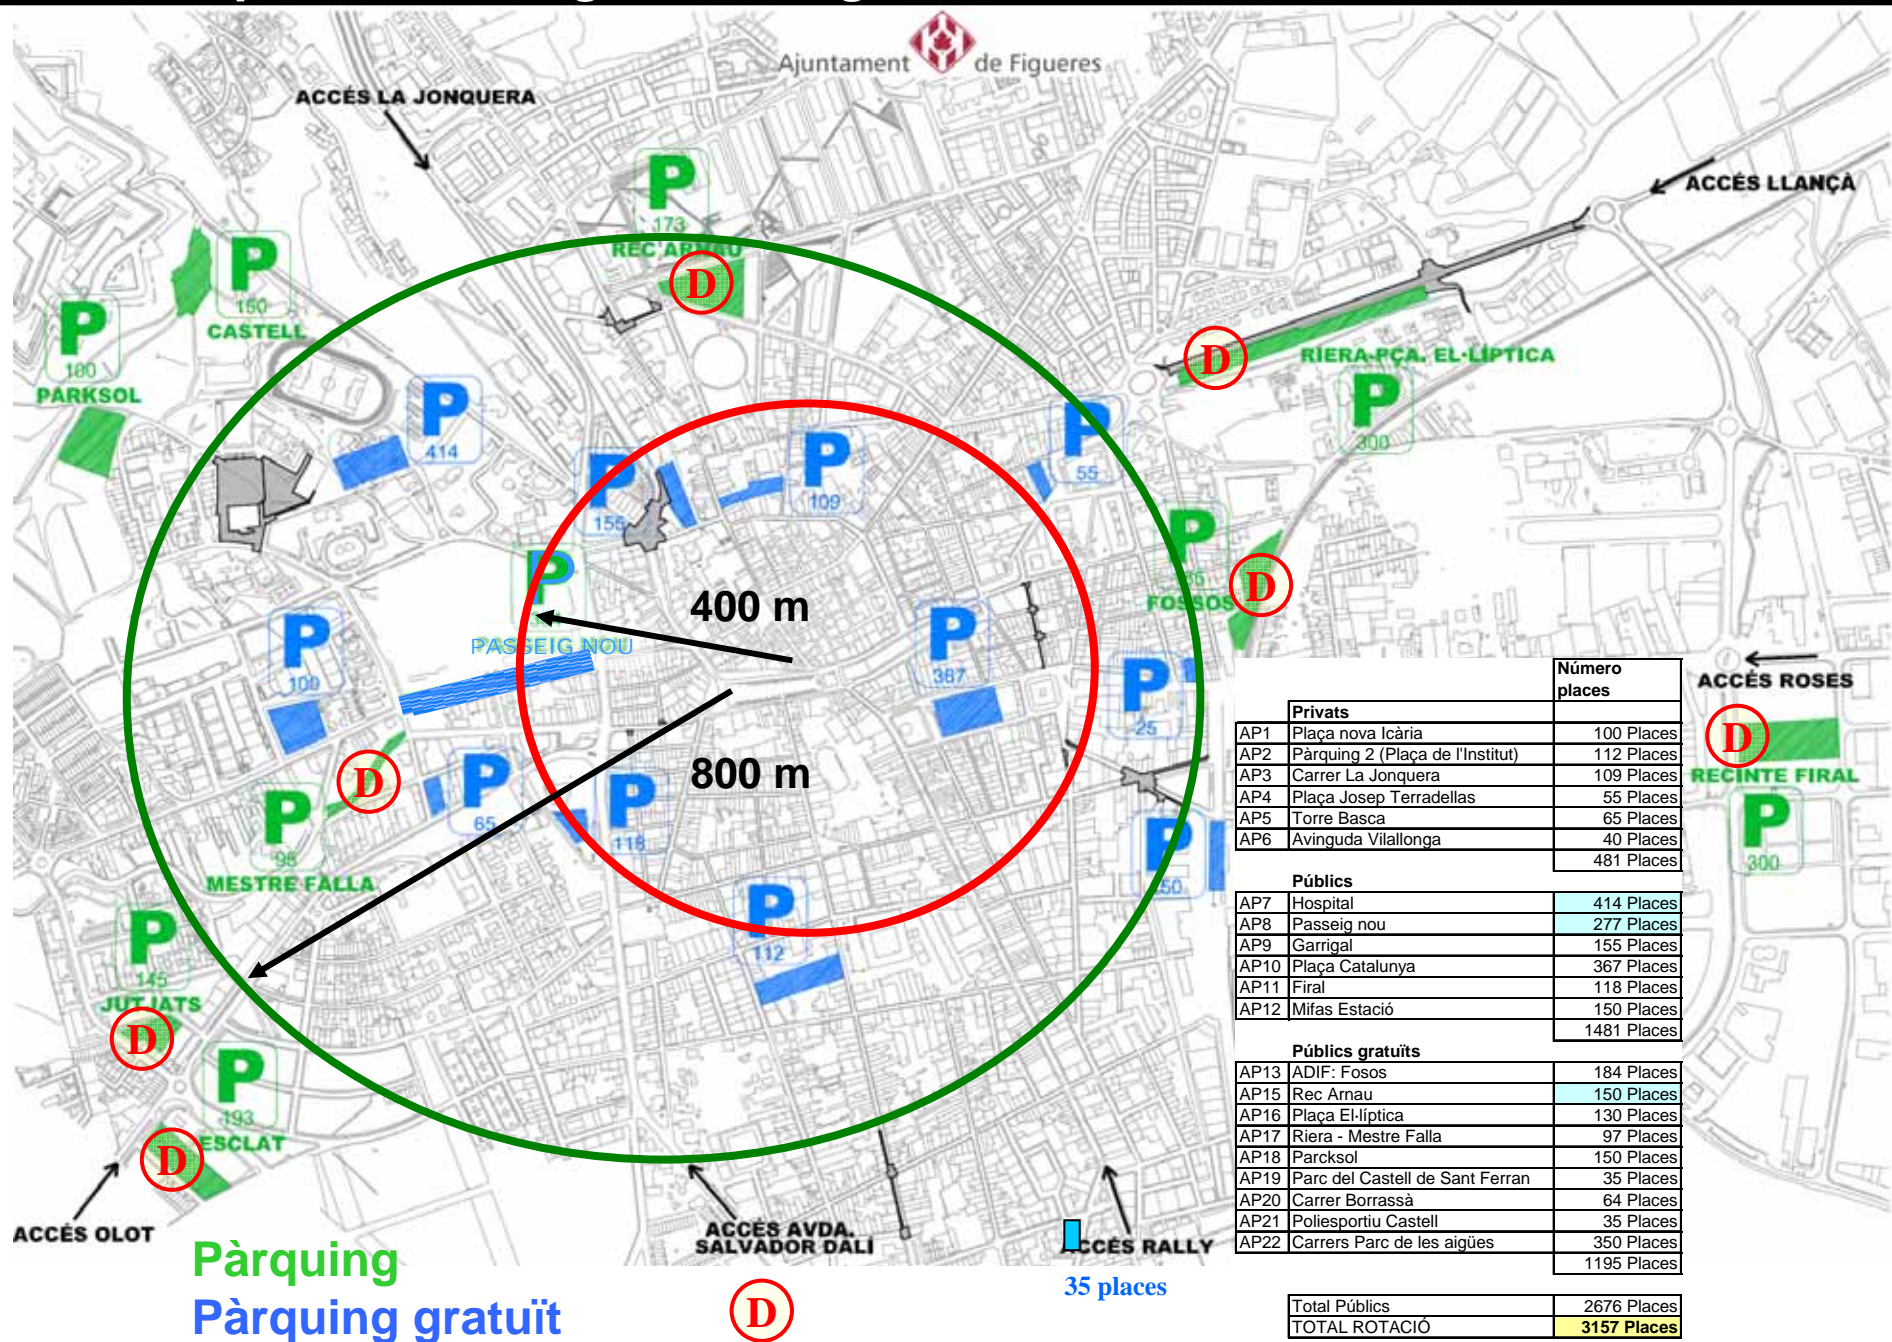 Ajuntament de Figueres
ACCÉS LA JONQUERA
ACCÉS LLANÇÀ
P
173
REC ARNAU
D
P
150
CASTELL
P
100
PARKSOL
D
RIERA-PÇA. EL·LÍPTICA
P
300
P
414
P
155
P
109
P
55
P
FOSSOS
D
P
PASSEIG NOU
400 m
P
100
P
367
P
25
ACCÉS ROSES
D
RECINTE FIRAL
P
300
D
P
65
800 m
P
118
P
98
MESTRE FALLA
P
50
P
112
P
145
JUTJATS
D
P
193
ESCLAT
D
ACCÉS OLOT
ACCÉS AVDA.
SALVADOR DALÍ
ACCÉS RALLY
35 places
Pàrquing
Pàrquing gratuït
D
Número
places
Privats
AP1 Plaça nova Icària 100 Places
AP2 Pàrquing 2 (Plaça de l'Institut) 112 Places
AP3 Carrer La Jonquera 109 Places
AP4 Plaça Josep Terradellas 55 Places
AP5 Torre Basca 65 Places
AP6 Avinguda Vilallonga 40 Places
481 Places
Públics
AP7 Hospital 414 Places
AP8 Passeig nou 277 Places
AP9 Garrigal 155 Places
AP10 Plaça Catalunya 367 Places
AP11 Firal 118 Places
AP12 Mifas Estació 150 Places
1481 Places
Públics gratuïts
AP13 ADIF: Fosos 184 Places
AP15 Rec Arnau 150 Places
AP16 Plaça El·líptica 130 Places
AP17 Riera - Mestre Falla 97 Places
AP18 Parcksol 150 Places
AP19 Parc del Castell de Sant Ferran 35 Places
AP20 Carrer Borrassà 64 Places
AP21 Poliesportiu Castell 35 Places
AP22 Carrers Parc de les aigües 350 Places
1195 Places
Total Públics 2676 Places
TOTAL ROTACIÓ 3157 Places